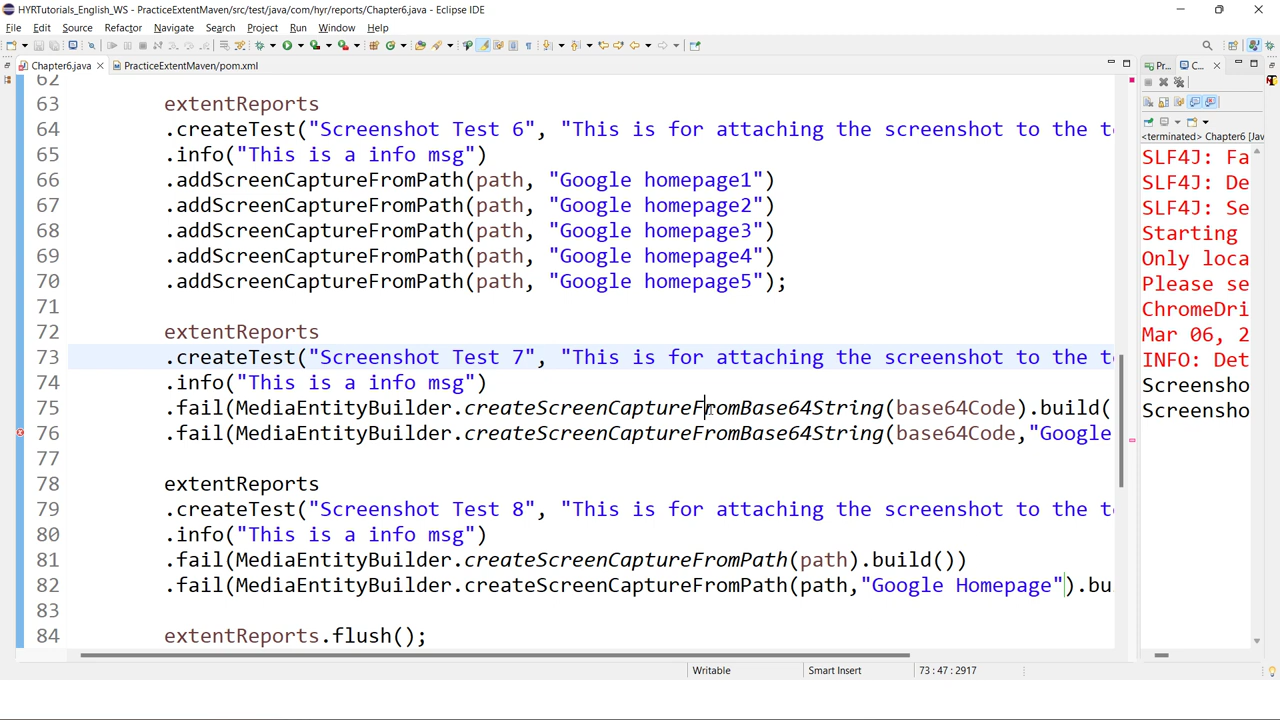 HYRTutorials_English_WS - PracticeExtentMaven/src/test/java/com/hyr/reports/Chapter6.java - Eclipse IDE
File Edit Source Refactor Navigate Search Project Run Window Help
Chapter6.java PracticeExtentMaven/pom.xml Pr... C...
<terminated> Chapter6 [Jav
62
63 extentReports
64 .createTest("Screenshot Test 6", "This is for attaching the screenshot to the te
65 .info("This is a info msg")
66 .addScreenCaptureFromPath(path, "Google homepage1")
67 .addScreenCaptureFromPath(path, "Google homepage2")
68 .addScreenCaptureFromPath(path, "Google homepage3")
69 .addScreenCaptureFromPath(path, "Google homepage4")
70 .addScreenCaptureFromPath(path, "Google homepage5");
71
72 extentReports
73 .createTest("Screenshot Test 7", "This is for attaching the screenshot to the te
74 .info("This is a info msg")
75 .fail(MediaEntityBuilder.createScreenCaptureFromBase64String(base64Code).build(
76 .fail(MediaEntityBuilder.createScreenCaptureFromBase64String(base64Code,"Google
77
78 extentReports
79 .createTest("Screenshot Test 8", "This is for attaching the screenshot to the te
80 .info("This is a info msg")
81 .fail(MediaEntityBuilder.createScreenCaptureFromPath(path).build())
82 .fail(MediaEntityBuilder.createScreenCaptureFromPath(path,"Google Homepage").bu
83
84 extentReports.flush();
SLF4J: Fa
SLF4J: De
SLF4J: Se
Starting
Only loca
Please se
ChromeDri
Mar 06, 2
INFO: Det
Screensho
Screensho
Writable Smart Insert 73 : 47 : 2917